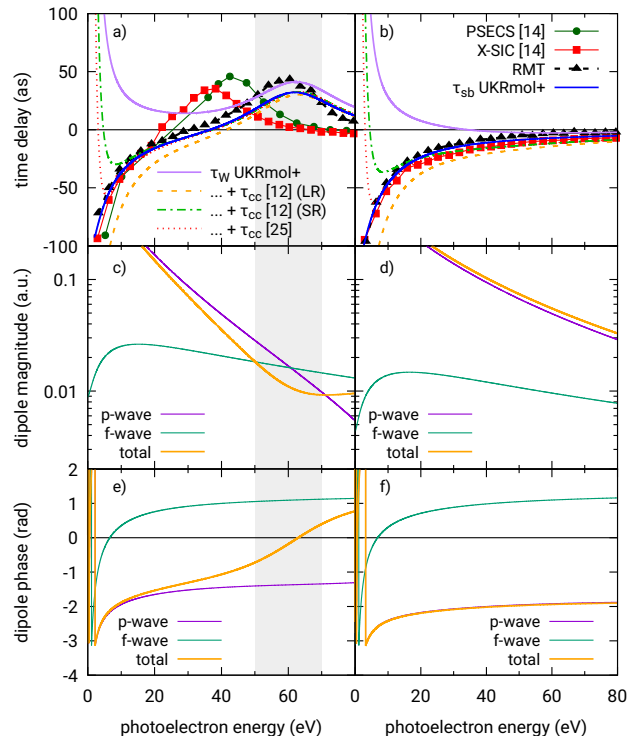 a)
b)
PSECS [14]
X-SIC [14]
RMT
τsb UKRmol+
100
50
0
-50
-100
time delay (as)
τW UKRmol+
... + τcc [12] (LR)
... + τcc [12] (SR)
... + τcc [25]
c)
d)
0.1
0.01
dipole magnitude (a.u.)
p-wave
f-wave
total
p-wave
f-wave
total
e)
f)
2
1
0
-1
-2
-3
-4
dipole phase (rad)
p-wave
f-wave
total
p-wave
f-wave
total
0 20 40 60 0 20 40 60 80
photoelectron energy (eV) photoelectron energy (eV)